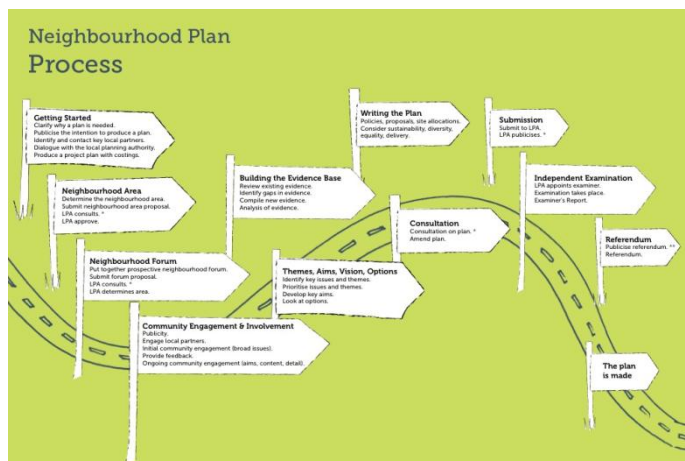 Neighbourhood Plan
Process
Getting Started
Clarify why a plan is needed.
Publicise the intention to produce a plan.
Identify and contact key local partners.
Dialogue with the local planning authority.
Produce a project plan with costings.
Neighbourhood Area
Determine the neighbourhood area.
Submit neighbourhood area proposal.
LPA consults. *
LPA approve.
Neighbourhood Forum
Put together prospective neighbourhood forum.
Submit forum proposal.
LPA consults. *
LPA determines area.
Community Engagement & Involvement
Publicity.
Engage local partners.
Initial community engagement (broad issues).
Provide feedback.
Ongoing community engagement (aims, content, detail).
Building the Evidence Base
Review existing evidence.
Identify gaps in evidence.
Compile new evidence.
Analysis of evidence.
Themes, Aims, Vision, Options
Identify key issues and themes.
Prioritise issues and themes.
Develop key aims.
Look at options.
Writing the Plan
Policies, proposals, site allocations.
Consider sustainability, diversity,
equality, delivery.
Consultation
Consultation on plan. *
Amend plan.
Submission
Submit to LPA.
LPA publicises. *
Independent Examination
LPA appoints examiner.
Examination takes place.
Examiner's Report.
Referendum
Publicise referendum. **
Referendum.
The plan
is made